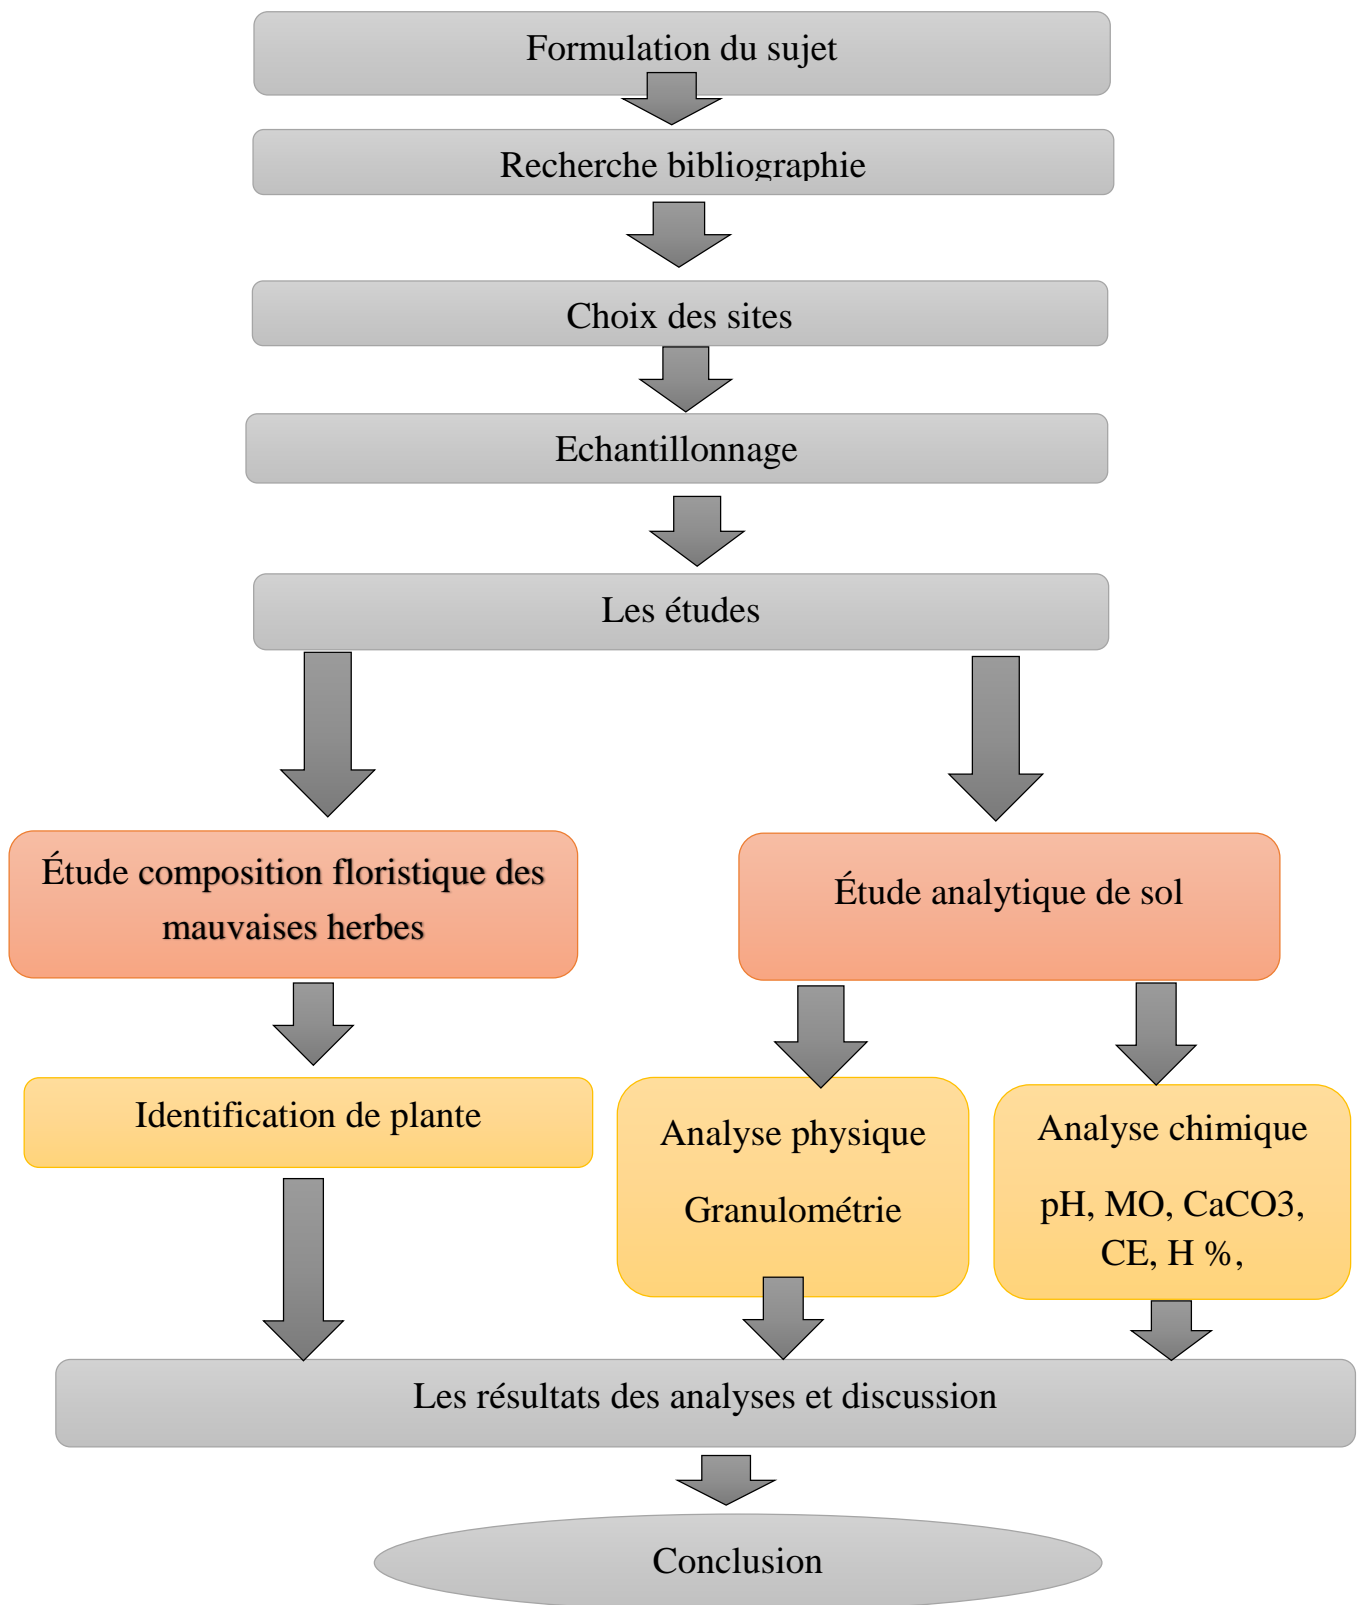 Formulation du sujet
Recherche bibliographie
Choix des sites
Echantillonnage
Les études
Étude composition floristique des
mauvaises herbes
Étude analytique de sol
Identification de plante
Analyse physique
Granulométrie
Analyse chimique
pH, MO, CaCO3,
CE, H %,
Les résultats des analyses et discussion
Conclusion